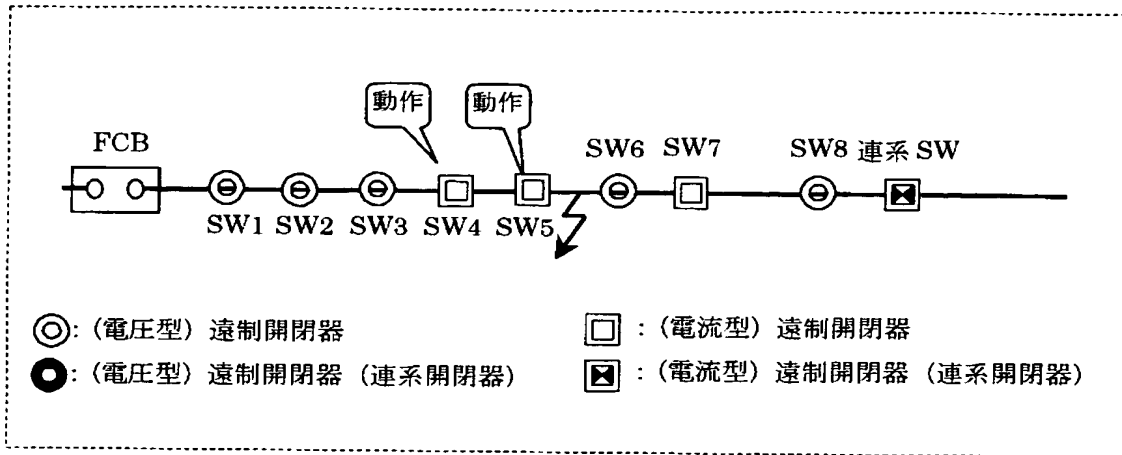 動作 動作
FCB
SW6 SW7 SW8 連系 SW
SW1 SW2 SW3 SW4 SW5
：（電圧型）遠制開閉器
：（電流型）遠制開閉器
：（電圧型）遠制開閉器（連系開閉器）
：（電流型）遠制開閉器（連系開閉器）